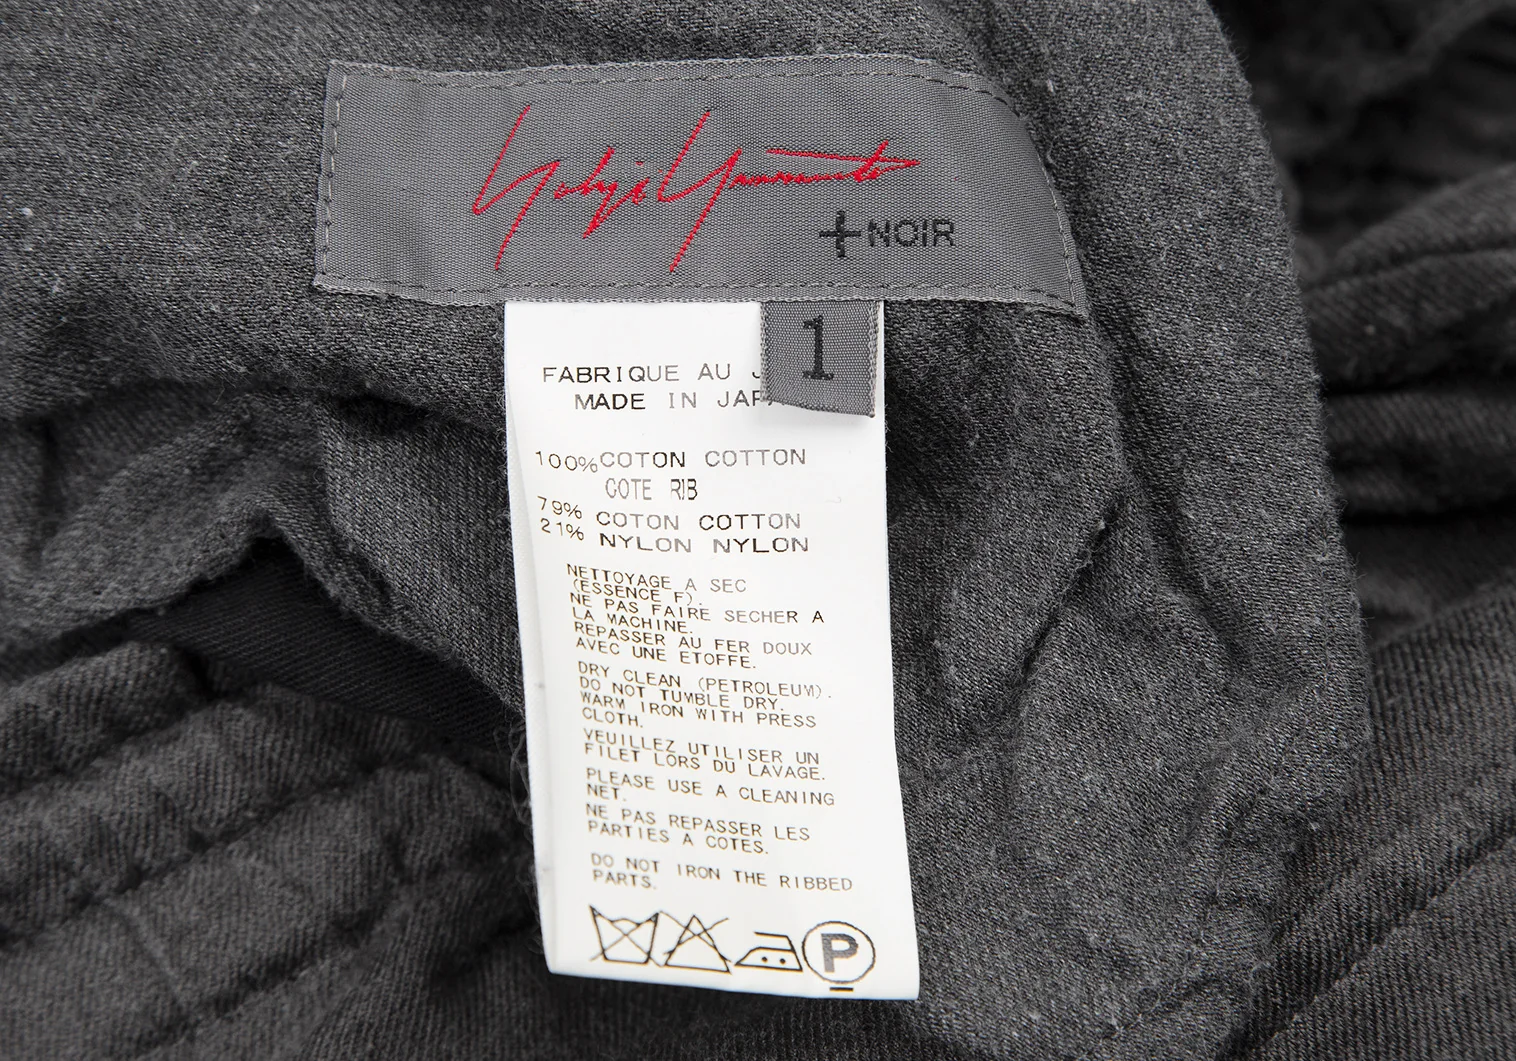 Yohji Yamamoto
+NOIR
1
FABRIQUE AU
MADE IN
100%COTON COTTON
COTE RIB
79% COTON COTTON
21% NYLON NYLON
NETTOYAGE A SEC
(ESSENCE F).
NE PAS FAIRE SECHER A
LA MACHINE.
REPASSER AU FER DOUX
AVEC UNE ETOFFE.
DRY CLEAN (PETROLEUM).
DO NOT TUMBLE DRY.
WARM IRON WITH PRESS
CLOTH.
VEUILLEZ UTILISER UN
FILET LORS DU LAVAGE.
PLEASE USE A CLEANING
NET.
NE PAS REPASSER LES
PARTIES A COTES.
DO NOT IRON THE RIBBED
PARTS.
P